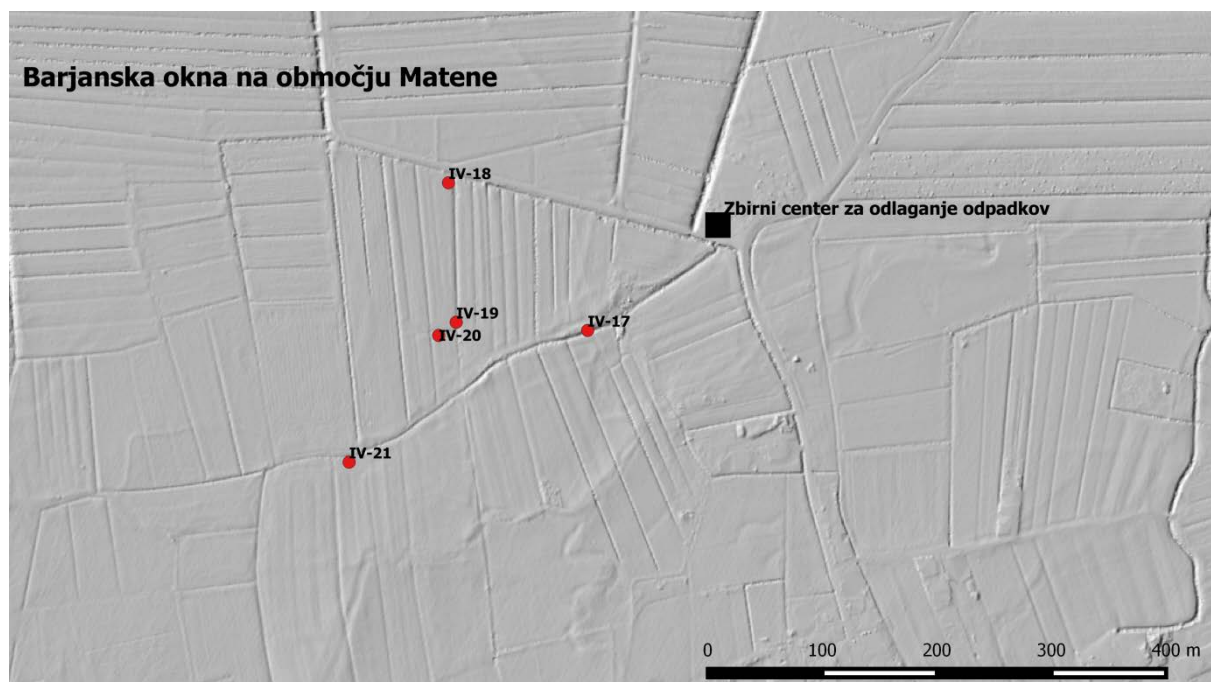 Barjanska okna na območju Matene
IV-18
Zbirni center za odlaganje odpadkov
IV-19
IV-17
IV-20
IV-21
0 100 200 300 400 m